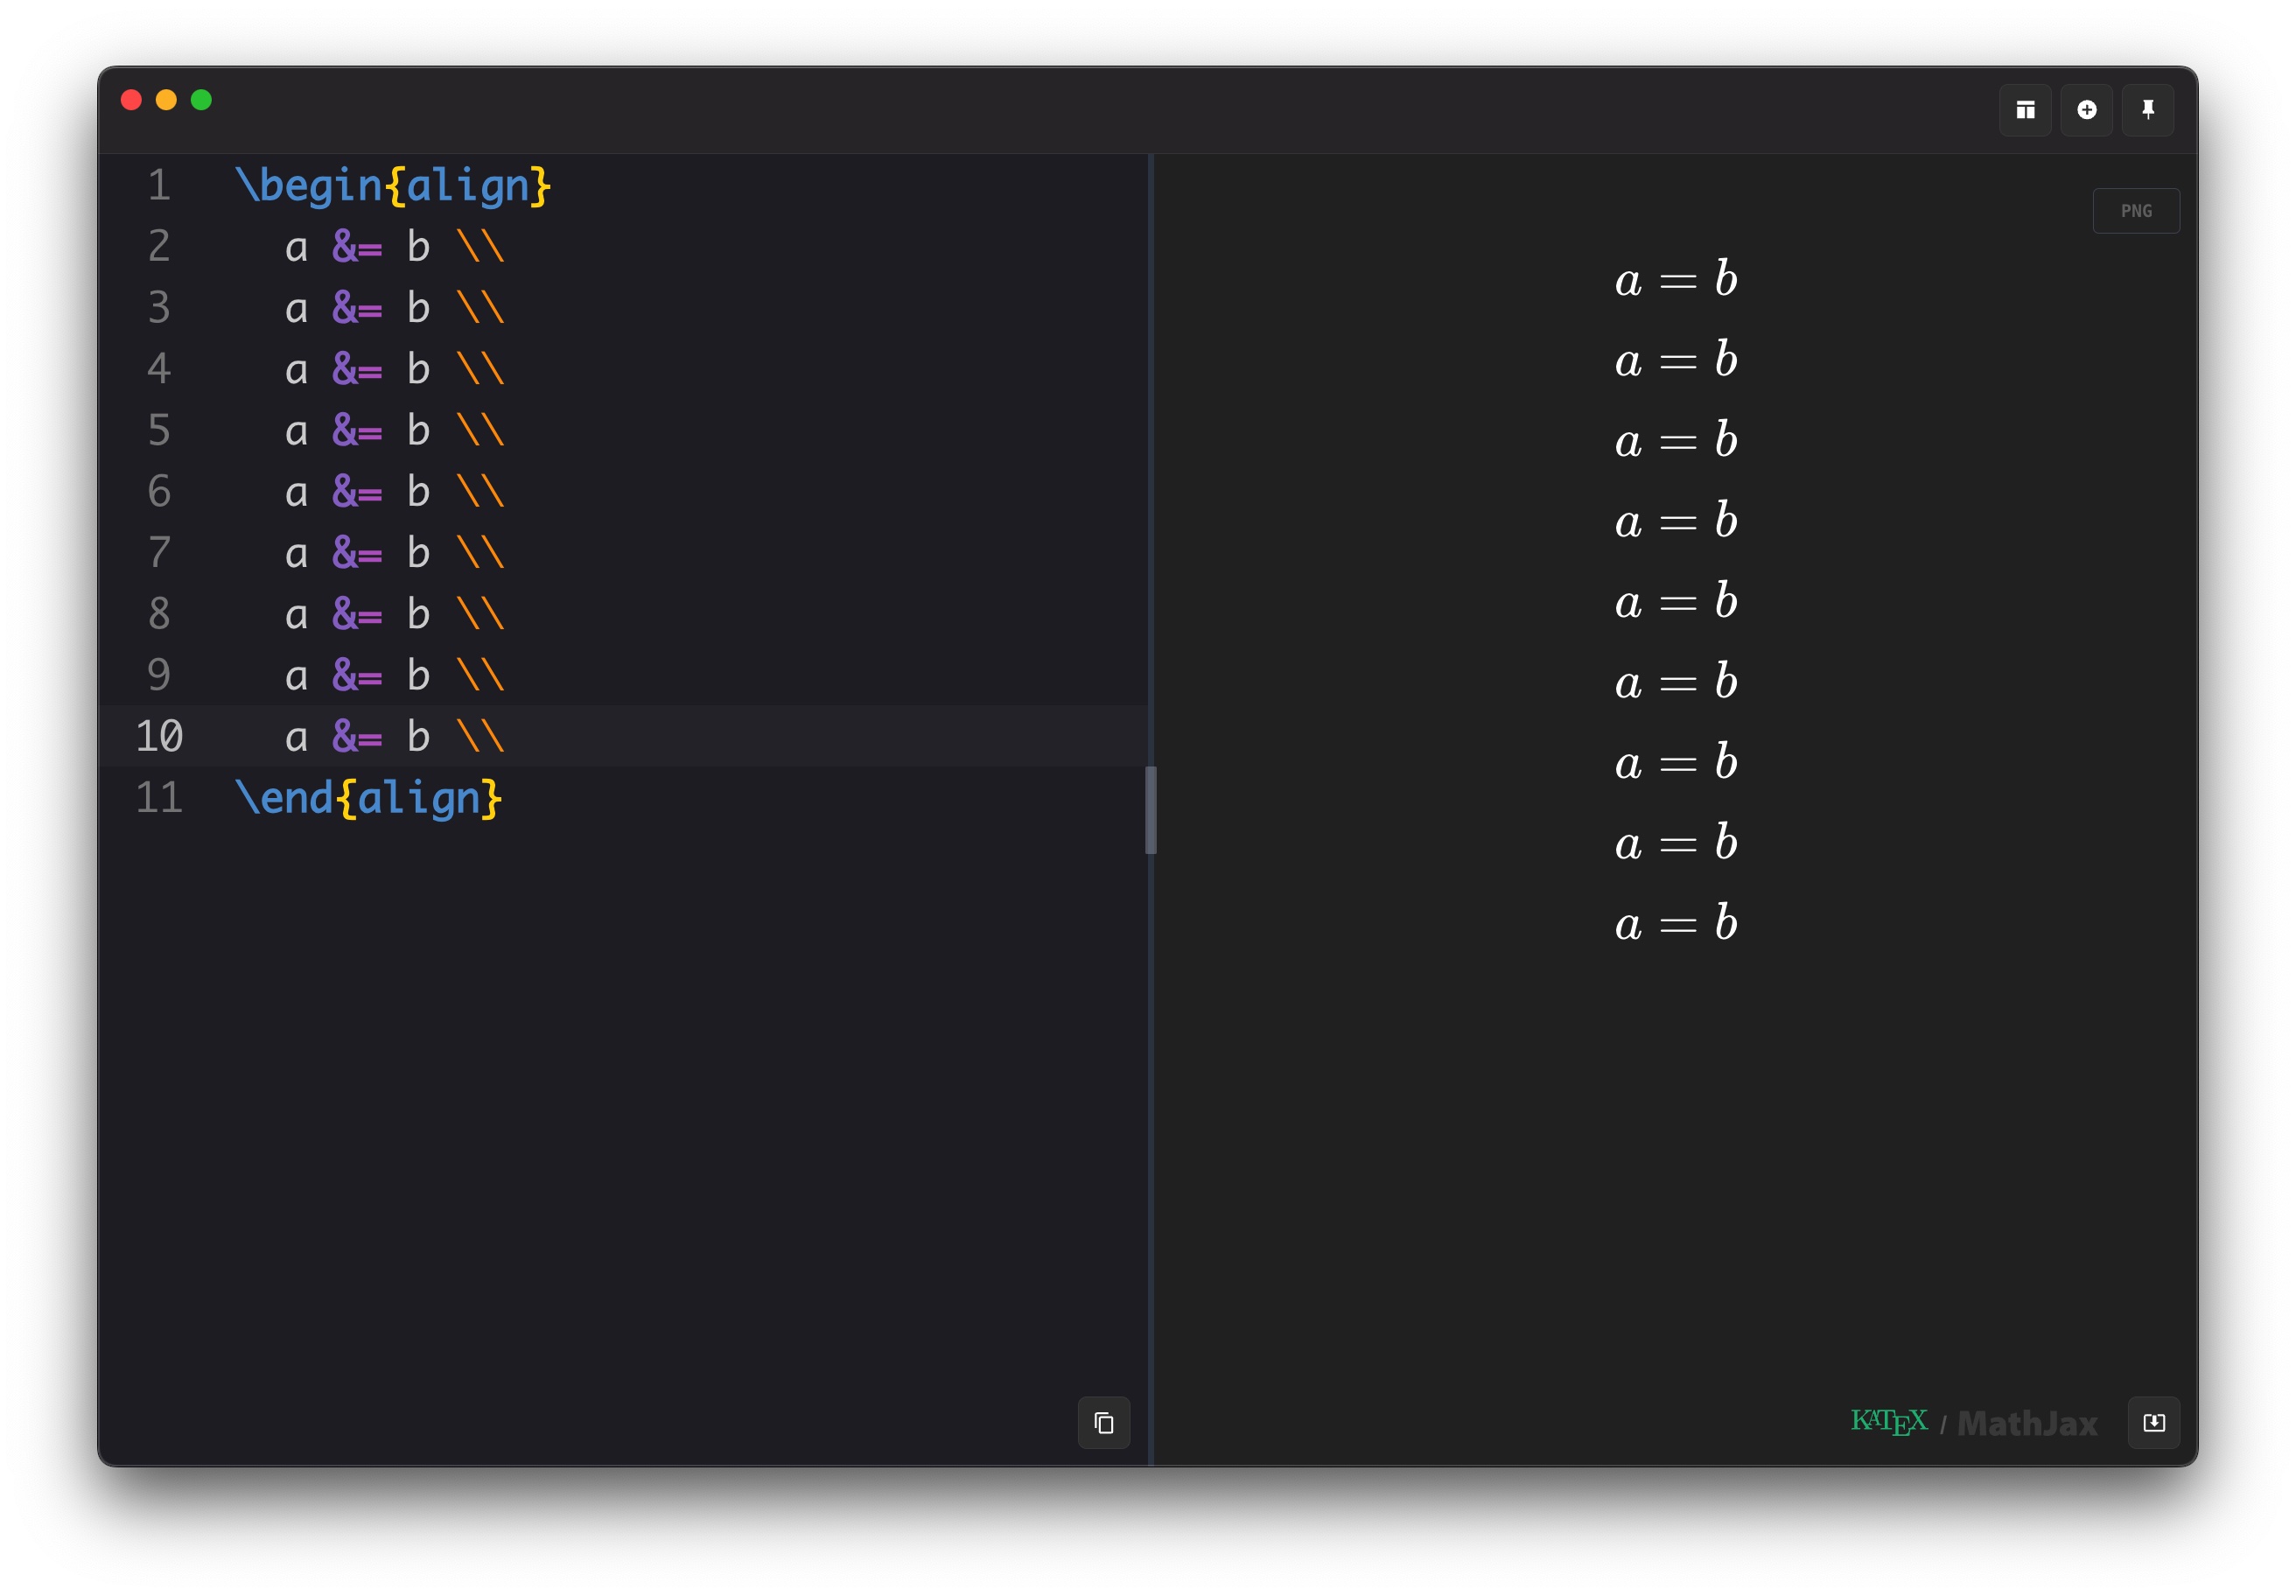 1 \begin{align}
2 a &= b \\
3 a &= b \\
4 a &= b \\
5 a &= b \\
6 a &= b \\
7 a &= b \\
8 a &= b \\
9 a &= b \\
10 a &= b \\
11 \end{align}
PNG
a = b
a = b
a = b
a = b
a = b
a = b
a = b
a = b
a = b
KATEX / MathJax